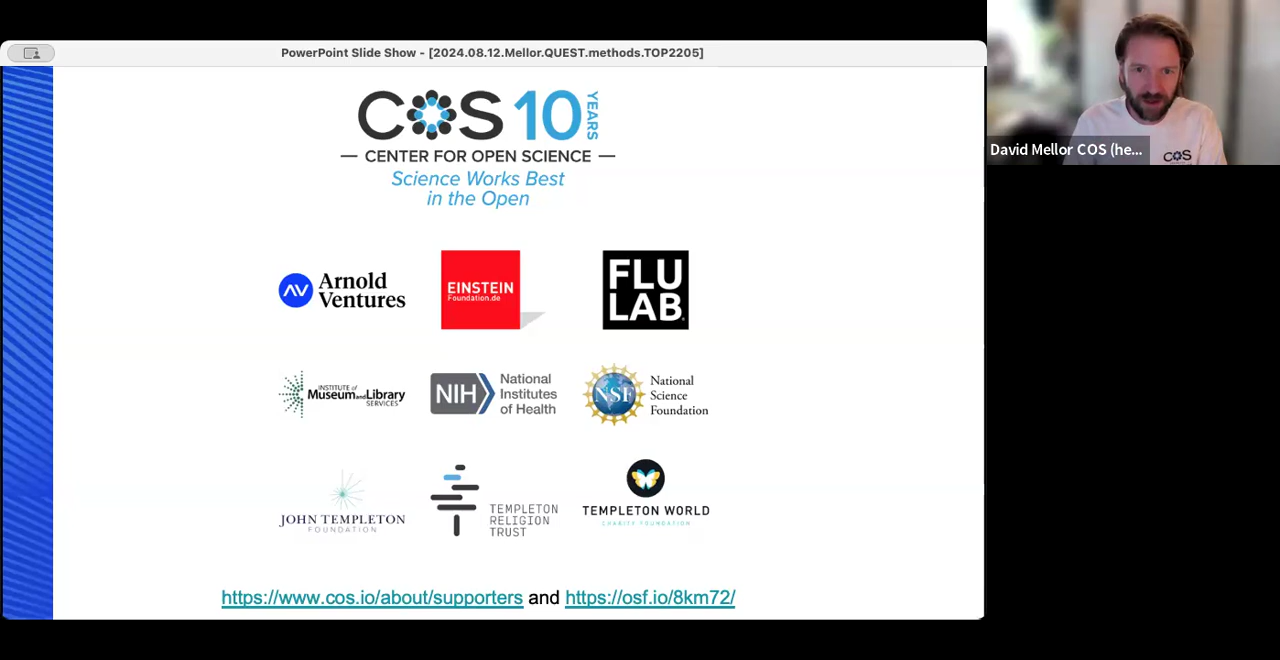 PowerPoint Slide Show - [2024.08.12.Mellor.QUEST.methods.TOP2205]
COS 10 YEARS
CENTER FOR OPEN SCIENCE
Science Works Best
in the Open
Arnold
Ventures
EINSTEIN
Foundation.de
FLU
LAB
INSTITUTE of
Museum and Library
SERVICES
NIH
National
Institutes
of Health
NSF
National
Science
Foundation
JOHN TEMPLETON
FOUNDATION
TEMPLETON
RELIGION
TRUST
TEMPLETON WORLD
CHARITY FOUNDATION
https://www.cos.io/about/supporters and https://osf.io/8km72/
David Mellor COS (he...
COS